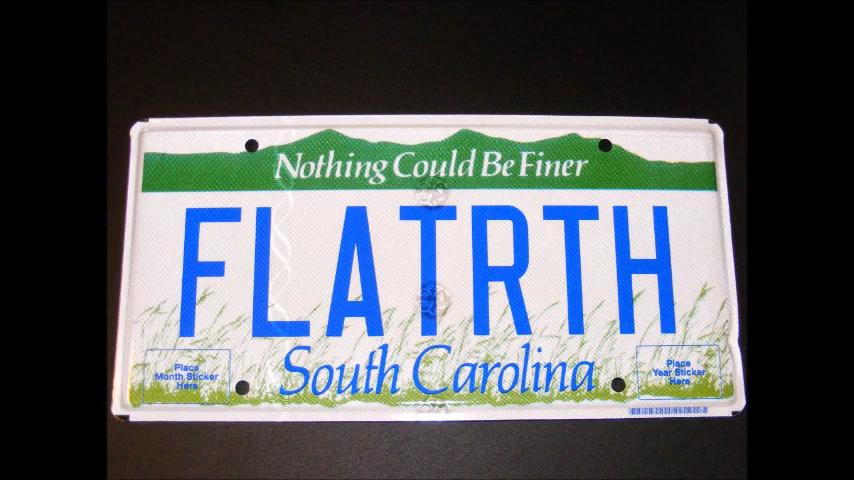 Nothing Could Be Finer
FLATRTH
South Carolina
Place
Month Sticker
Here
Place
Year Sticker
Here